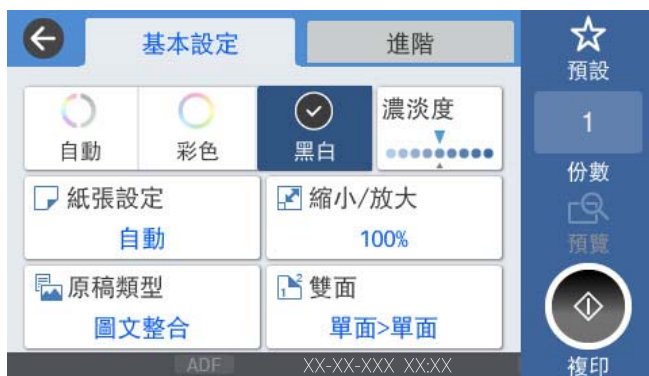 基本設定
進階
預設
自動
彩色
黑白
濃淡度
1
份數
紙張設定
自動
縮小/放大
100%
預覽
原稿類型
圖文整合
1 2 雙面
單面>單面
ADF
XX-XX-XXX XX:XX
複印